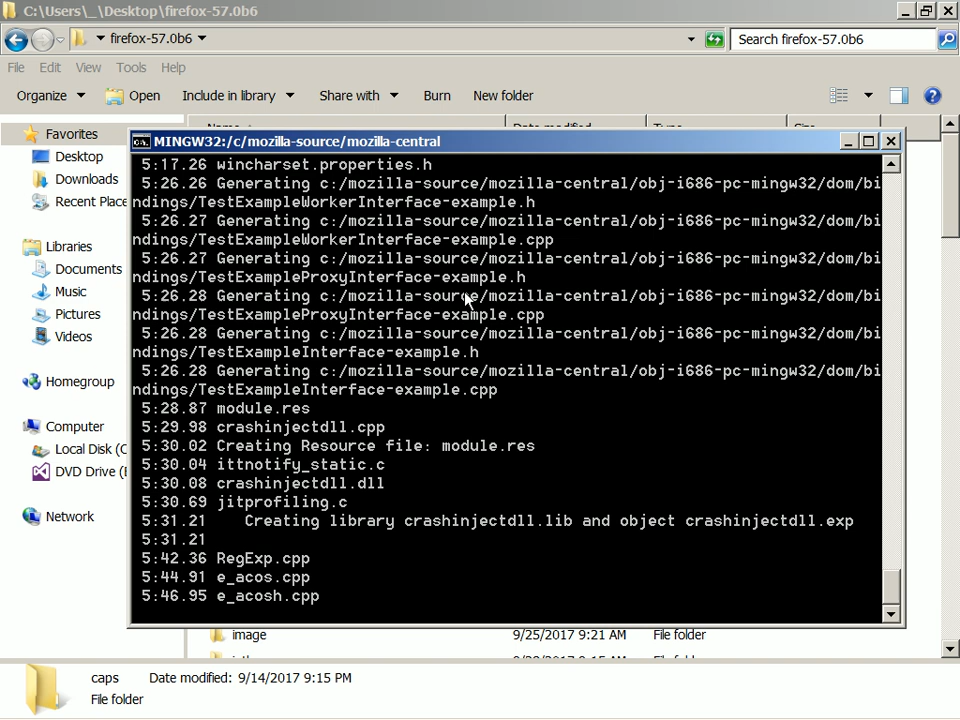 C:\Users\_\Desktop\firefox-57.0b6
firefox-57.0b6
Search firefox-57.0b6
File Edit View Tools Help
Organize Open Include in library Share with Burn New folder
Favorites
Desktop
Downloads
Recent Place
Libraries
Documents
Music
Pictures
Videos
Homegroup
Computer
Local Disk (C
DVD Drive (
Network
Name Date modified Type Size
MINGW32:/c/mozilla-source/mozilla-central
5:17.26 wincharset.properties.h
5:26.26 Generating c:/mozilla-source/mozilla-central/obj-i686-pc-mingw32/dom/bi
ndings/TestExampleWorkerInterface-example.h
5:26.27 Generating c:/mozilla-source/mozilla-central/obj-i686-pc-mingw32/dom/bi
ndings/TestExampleWorkerInterface-example.cpp
5:26.27 Generating c:/mozilla-source/mozilla-central/obj-i686-pc-mingw32/dom/bi
ndings/TestExampleProxyInterface-example.h
5:26.28 Generating c:/mozilla-source/mozilla-central/obj-i686-pc-mingw32/dom/bi
ndings/TestExampleProxyInterface-example.cpp
5:26.28 Generating c:/mozilla-source/mozilla-central/obj-i686-pc-mingw32/dom/bi
ndings/TestExampleInterface-example.h
5:26.28 Generating c:/mozilla-source/mozilla-central/obj-i686-pc-mingw32/dom/bi
ndings/TestExampleInterface-example.cpp
5:28.87 module.res
5:29.98 crashinjectdll.cpp
5:30.02 Creating Resource file: module.res
5:30.04 ittnotify_static.c
5:30.08 crashinjectdll.dll
5:30.69 jitprofiling.c
5:31.21 Creating library crashinjectdll.lib and object crashinjectdll.exp
5:31.21
5:42.36 RegExp.cpp
5:44.91 e_acos.cpp
5:46.95 e_acosh.cpp
image 9/25/2017 9:21 AM File folder
caps Date modified: 9/14/2017 9:15 PM
File folder